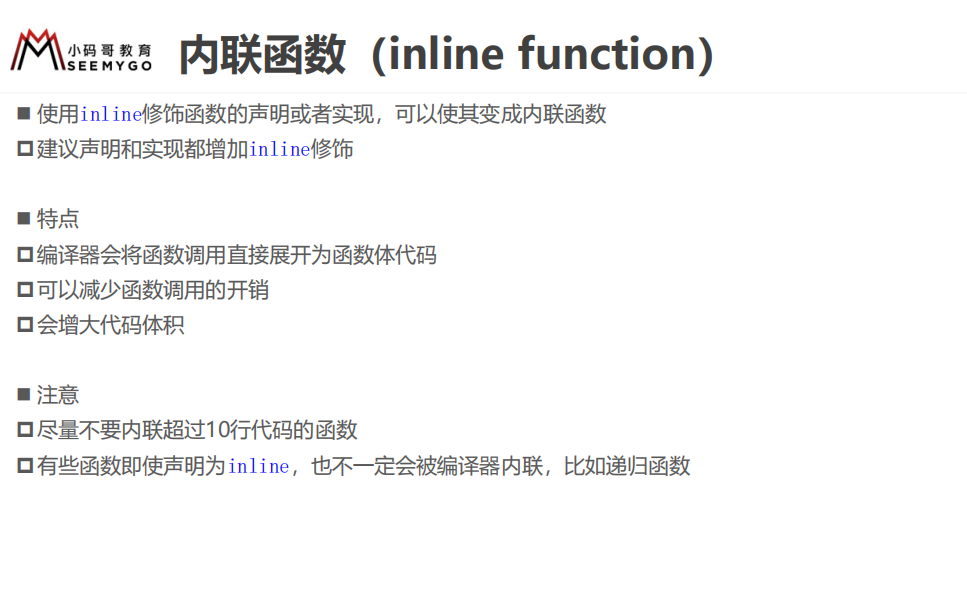 小码哥教育
SEEMYGO
内联函数（inline function）
■ 使用inline修饰函数的声明或者实现，可以使其变成内联函数
建议声明和实现都增加inline修饰
■ 特点
编译器会将函数调用直接展开为函数体代码
可以减少函数调用的开销
会增大代码体积
■ 注意
尽量不要内联超过10行代码的函数
有些函数即使声明为inline，也不一定会被编译器内联，比如递归函数